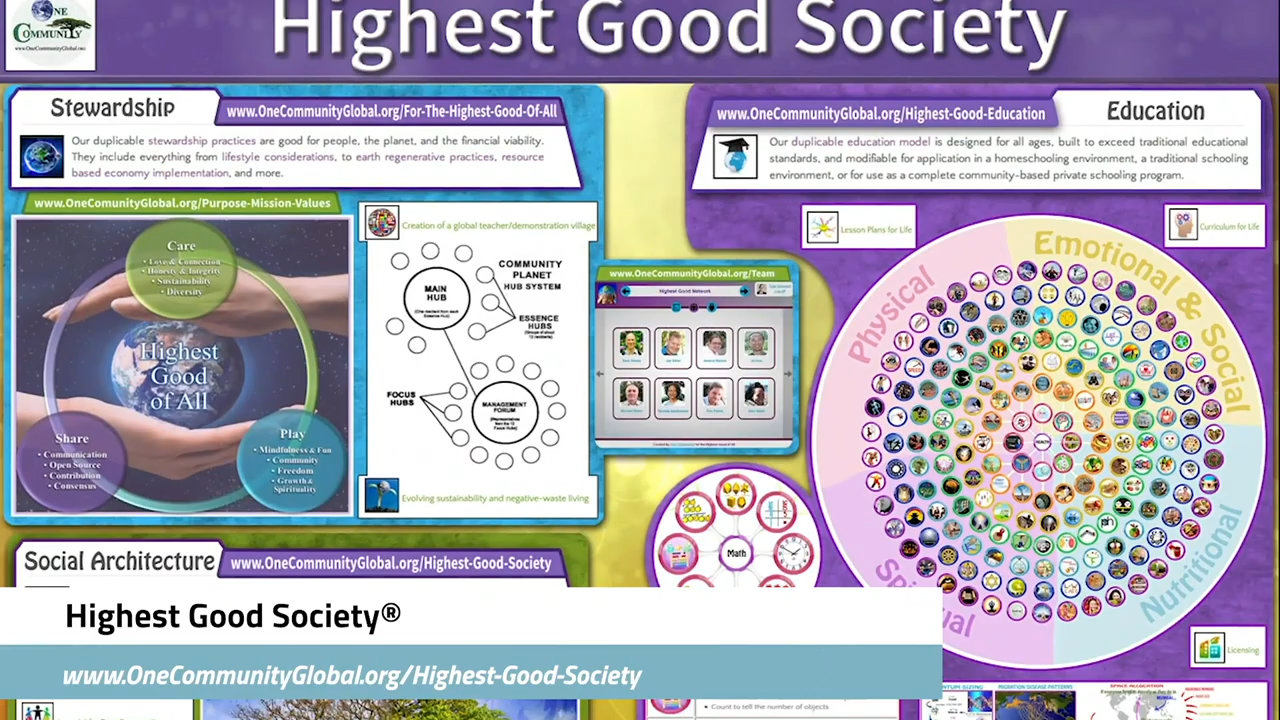 Highest Good Society
ONE
COMMUNITY
www.OneCommunityGlobal.org
Stewardship
www.OneCommunityGlobal.org/For-The-Highest-Good-Of-All
Our duplicable stewardship practices are good for people, the planet, and the financial viability.
They include everything from lifestyle considerations, to earth regenerative practices, resource
based economy implementation, and more.
www.OneComunityGlobal.org/Purpose-Mission-Values
Care
• Love & Connection
• Honesty & Integrity
• Sustainability
• Diversity
Highest
Good
of All
Share
• Communication
• Open Source
• Contribution
• Consensus
Play
• Mindfulness & Fun
• Community
• Freedom
• Growth &
Spirituality
Creation of a global teacher/demonstration village
COMMUNITY
PLANET
HUB SYSTEM
MAIN
HUB
ESSENCE
HUBS
FOCUS
HUBS
MANAGEMENT
FORUM
Evolving sustainability and negative-waste living
www.OneCommunityGlobal.org/Team
Highest Good Network
www.OneCommunityGlobal.org/Highest-Good-Education
Education
Our duplicable education model is designed for all ages, built to exceed traditional educational
standards, and modifiable for application in a homeschooling environment, a traditional schooling
environment, or for use as a complete community-based private schooling program.
Lesson Plans for Life
Curriculum for Life
Physical
Emotional & Social
Nutritional
Math
Licensing
Social Architecture
www.OneCommunityGlobal.org/Highest-Good-Society
Highest Good Society®
www.OneCommunityGlobal.org/Highest-Good-Society
• Count to tell the number of objects
MIGRATION DISEASE PATTERNS